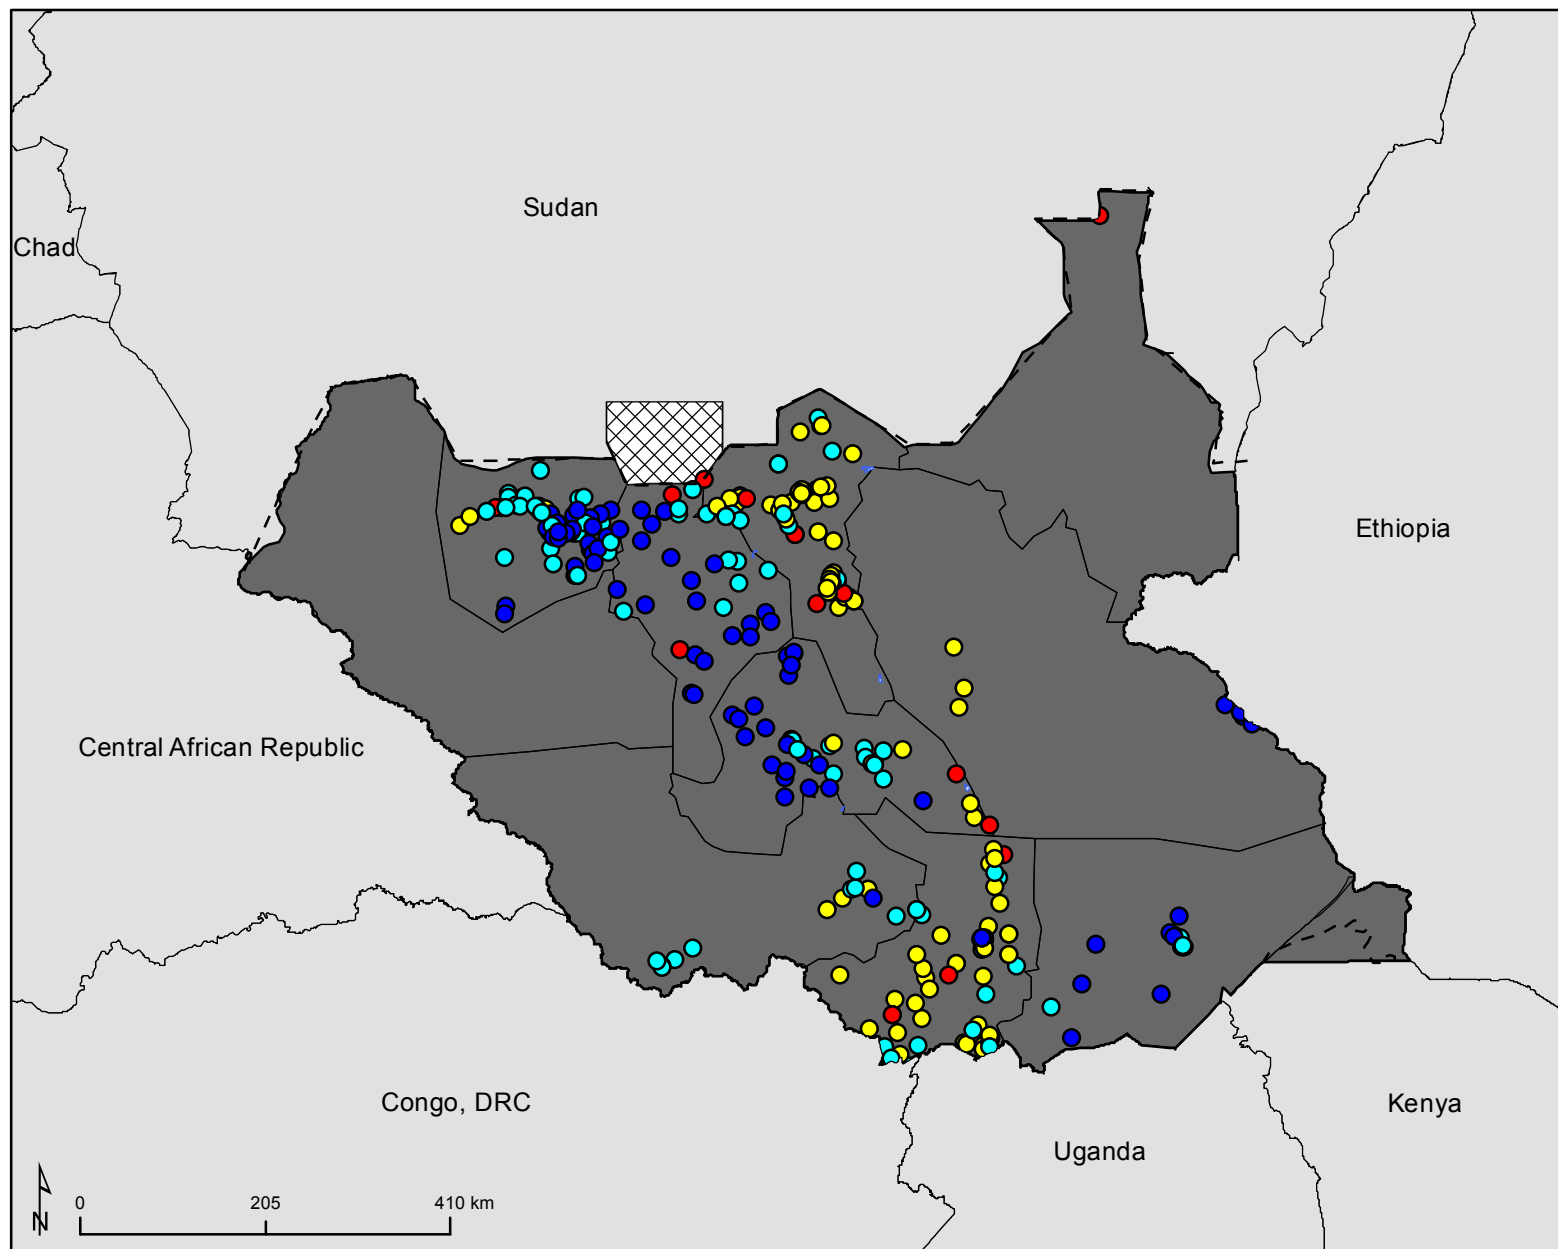 Sudan
Chad
Ethiopia
Central African Republic
Congo, DRC
Kenya
Uganda
0 205 410 km
N